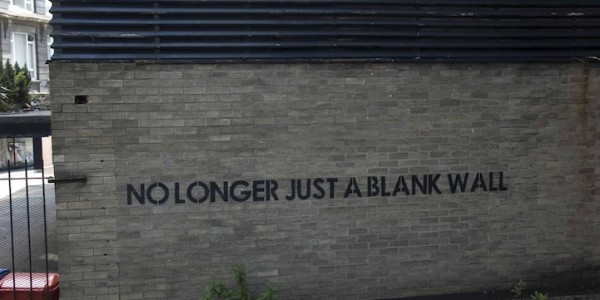 NO LONGER JUST A BLANK WALL